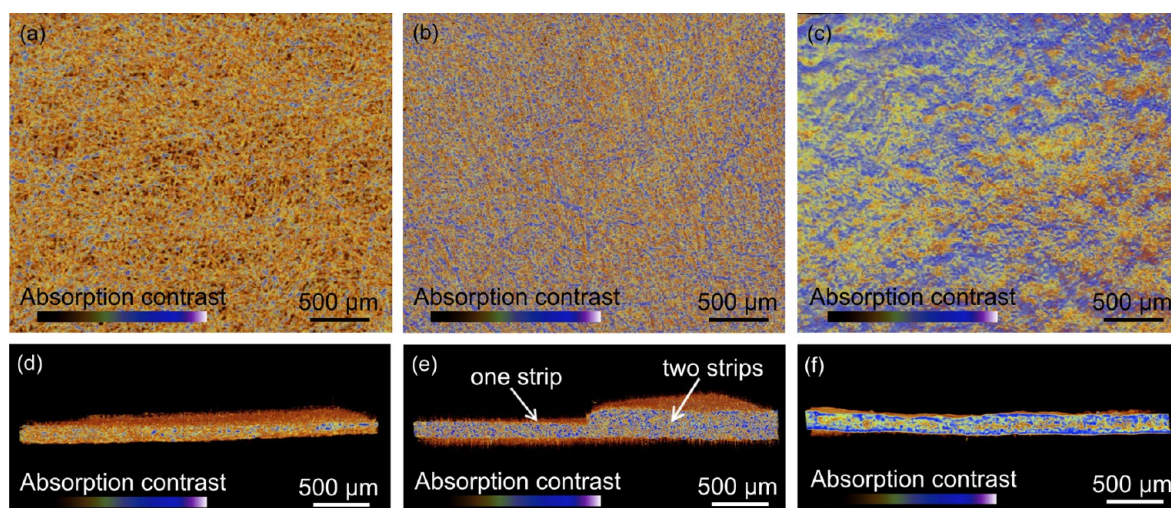 (a)
Absorption contrast
500 μm
(b)
Absorption contrast
500 μm
(c)
Absorption contrast
500 μm
(d)
Absorption contrast
500 μm
(e)
one strip
two strips
Absorption contrast
500 μm
(f)
Absorption contrast
500 μm